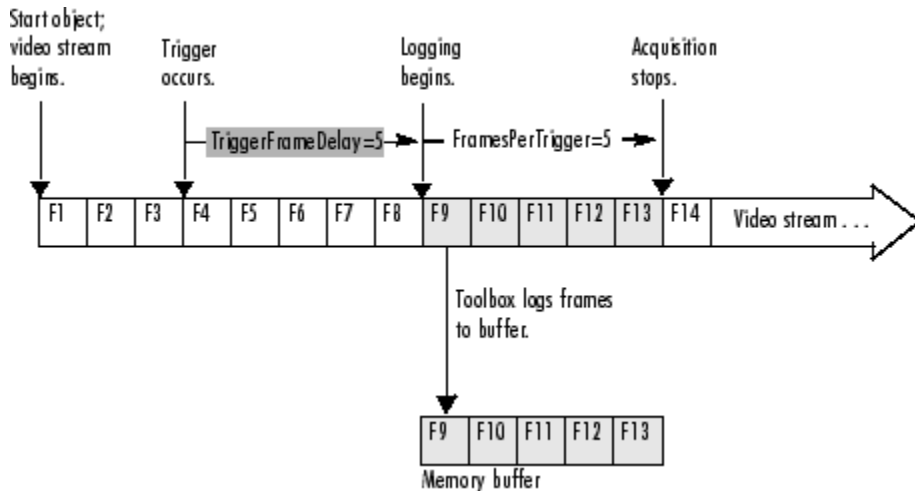 Start object;
video stream
begins.
Trigger
occurs.
Logging
begins.
Acquisition
stops.
TriggerFrameDelay=5
FramesPerTrigger=5
F1 F2 F3 F4 F5 F6 F7 F8 F9 F10 F11 F12 F13 F14 Video stream . . .
Toolbox logs frames
to buffer.
F9 F10 F11 F12 F13
Memory buffer